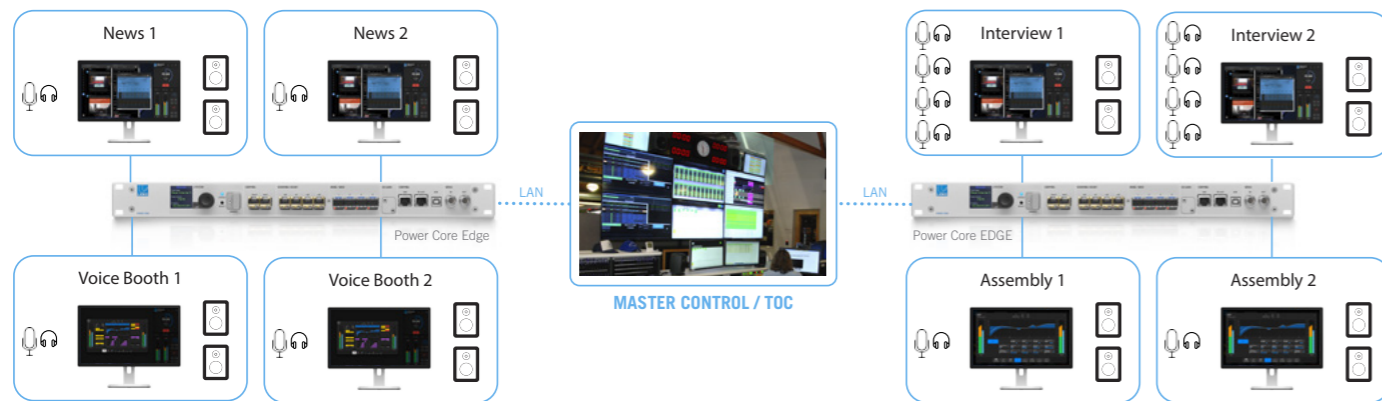 News 1
News 2
Interview 1
Interview 2
LAN
LAN
Power Core Edge
Power Core EDGE
MASTER CONTROL / TOC
Voice Booth 1
Voice Booth 2
Assembly 1
Assembly 2